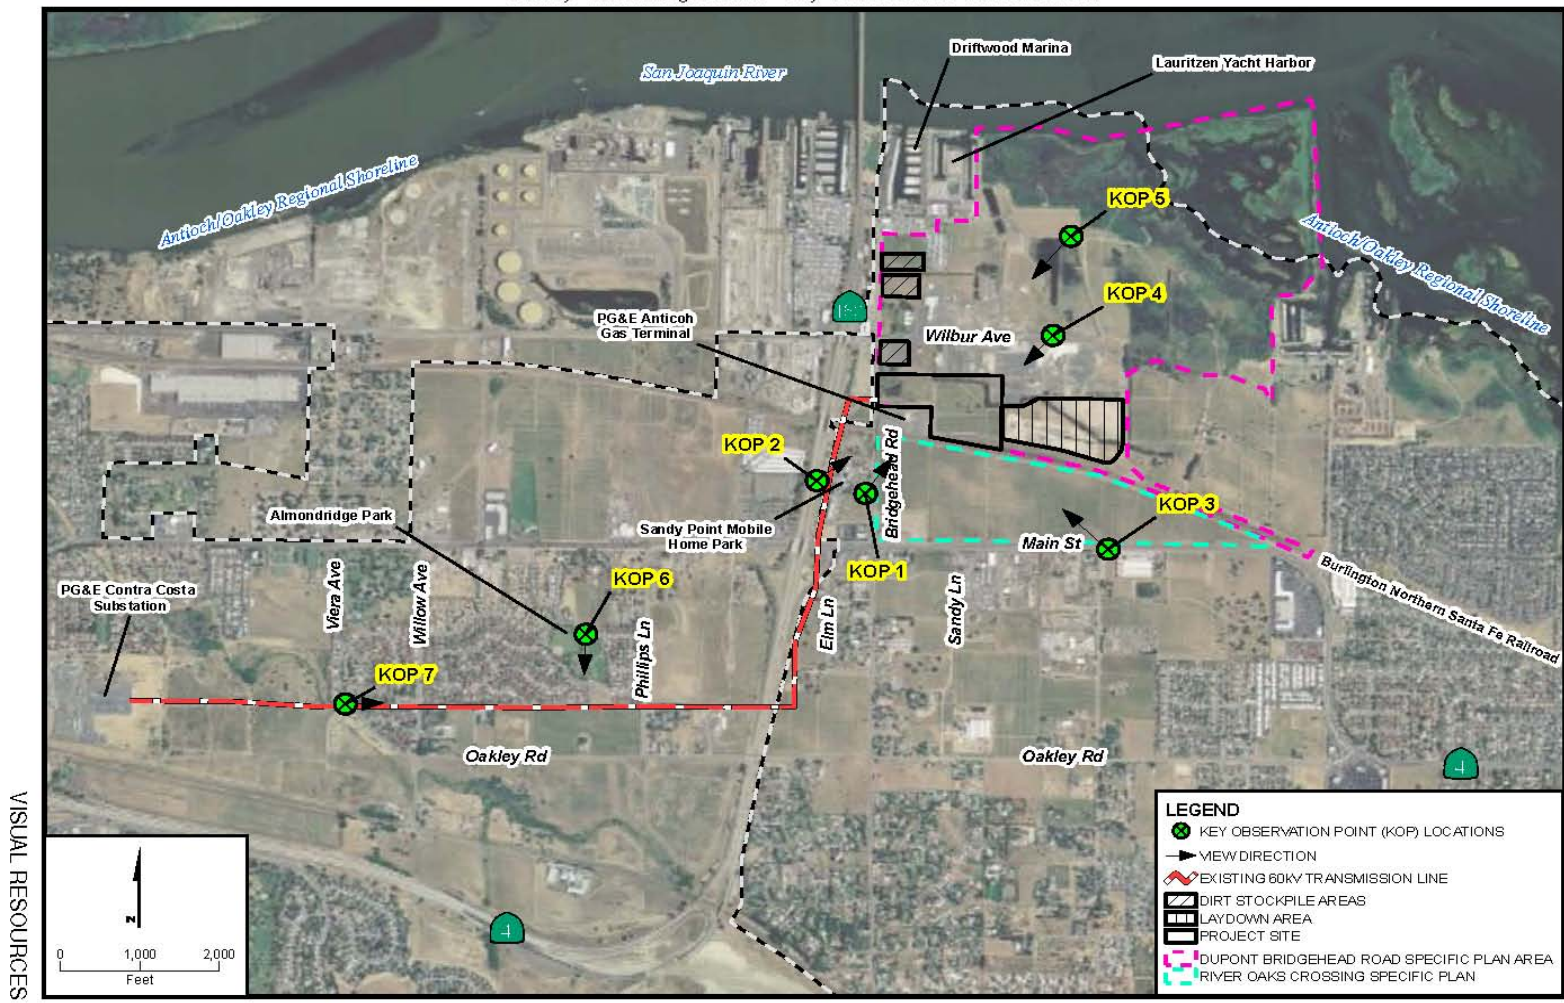 Driftwood Marina
Lauritzen Yacht Harbor
San Joaquin River
Antioch/Oakley Regional Shoreline
KOP 5
Antioch/Oakley Regional Shoreline
KOP 4
PG&E Anticoh
Gas Terminal
Wilbur Ave
KOP 2
Bridgehead Rd
KOP 3
Almondridge Park
Sandy Point Mobile
Home Park
Main St
KOP 1
Burlington Northern Santa Fe Railroad
KOP 6
PG&E Contra Costa
Substation
Viera Ave
Willow Ave
Phillips Ln
Elm Ln
Sandy Ln
KOP 7
Oakley Rd
Oakley Rd
4
4
VISUAL RESOURCES
N
0 1,000 2,000
Feet
LEGEND
KEY OBSERVATION POINT (KOP) LOCATIONS
VIEW DIRECTION
EXISTING 60KV TRANSMISSION LINE
DIRT STOCKPILE AREAS
LAYDOWN AREA
PROJECT SITE
DUPONT BRIDGEHEAD ROAD SPECIFIC PLAN AREA
RIVER OAKS CROSSING SPECIFIC PLAN